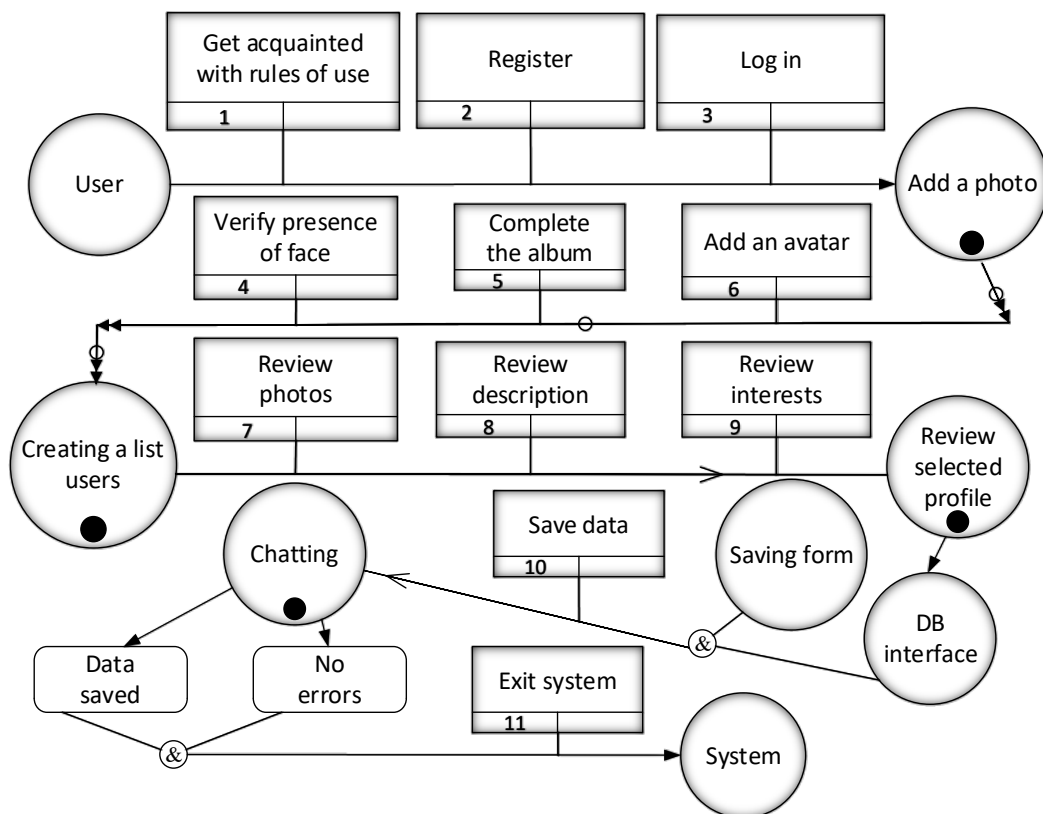 Get acquainted
with rules of use
1
Register
2
Log in
3
User
Add a photo
Verify presence
of face
4
Complete
the album
5
Add an avatar
6
Creating a list
users
Review
photos
7
Review
description
8
Review
interests
9
Review
selected
profile
Chatting
Save data
10
Saving form
&
DB
interface
Data
saved
No
errors
Exit system
11
&
System